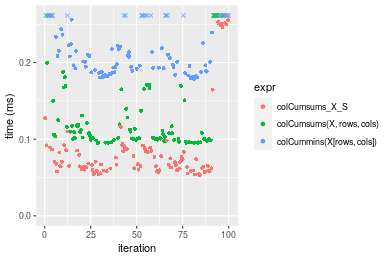 0.2
0.1
0.0
time (ms)
0
25
50
75
100
iteration
expr
colCumsums_X_S
colCumsums(X, rows, cols)
colCummins(X[rows, cols])